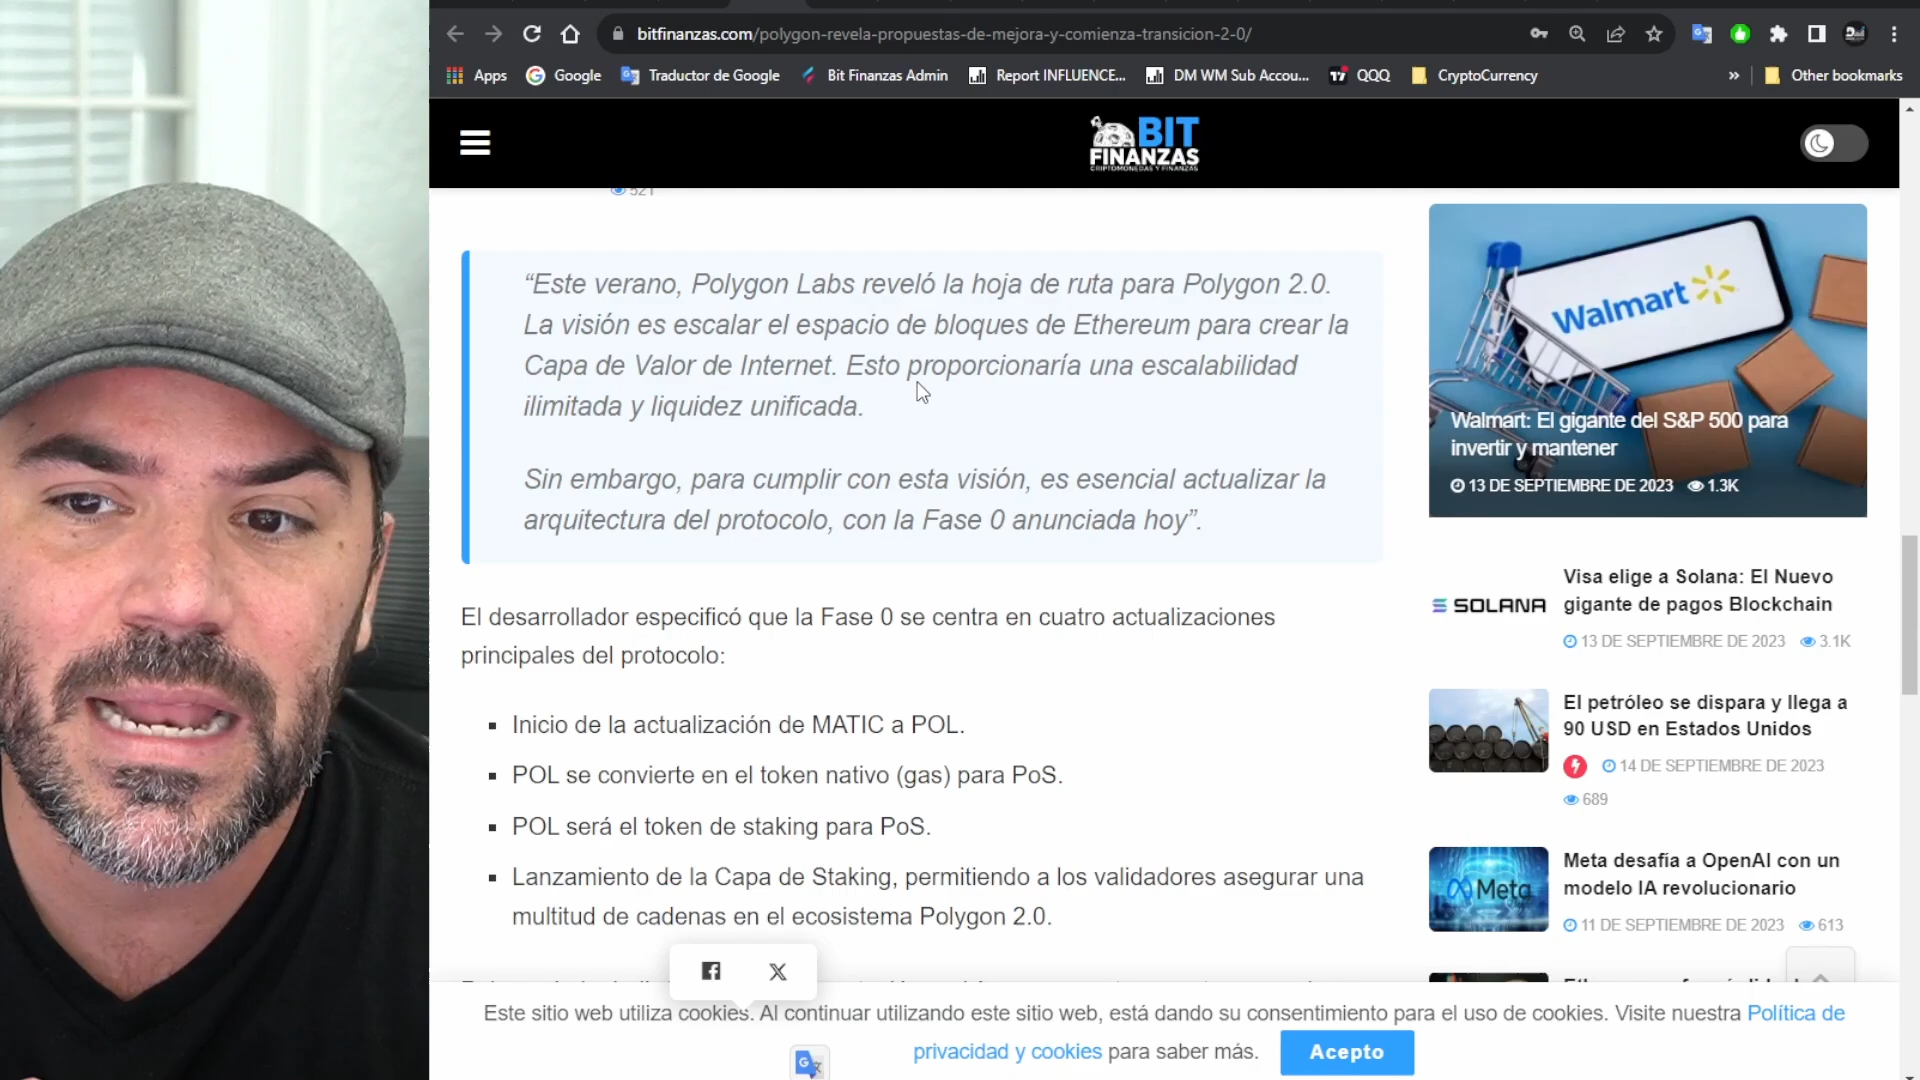 bitfinanzas.com/polygon-revela-propuestas-de-mejora-y-comienza-transicion-2-0/
Apps
Google
Traductor de Google
Bit Finanzas Admin
Report INFLUENCE...
DM WM Sub Accou...
QQQ
CryptoCurrency
»
Other bookmarks
BIT
FINANZAS
CRIPTOMONEDAS Y FINANZAS
521
“Este verano, Polygon Labs reveló la hoja de ruta para Polygon 2.0.
La visión es escalar el espacio de bloques de Ethereum para crear la
Capa de Valor de Internet. Esto proporcionaría una escalabilidad
ilimitada y liquidez unificada.
Sin embargo, para cumplir con esta visión, es esencial actualizar la
arquitectura del protocolo, con la Fase 0 anunciada hoy”.
El desarrollador especificó que la Fase 0 se centra en cuatro actualizaciones
principales del protocolo:
Inicio de la actualización de MATIC a POL.
POL se convierte en el token nativo (gas) para PoS.
POL será el token de staking para PoS.
Lanzamiento de la Capa de Staking, permitiendo a los validadores asegurar una
multitud de cadenas en el ecosistema Polygon 2.0.
Walmart
Walmart: El gigante del S&P 500 para
invertir y mantener
13 DE SEPTIEMBRE DE 2023 1.3K
SOLANA
Visa elige a Solana: El Nuevo
gigante de pagos Blockchain
13 DE SEPTIEMBRE DE 2023 3.1K
El petróleo se dispara y llega a
90 USD en Estados Unidos
14 DE SEPTIEMBRE DE 2023
689
Meta
Meta desafía a OpenAI con un
modelo IA revolucionario
11 DE SEPTIEMBRE DE 2023 613
Este sitio web utiliza cookies. Al continuar utilizando este sitio web, está dando su consentimiento para el uso de cookies. Visite nuestra Política de
privacidad y cookies para saber más.
Acepto